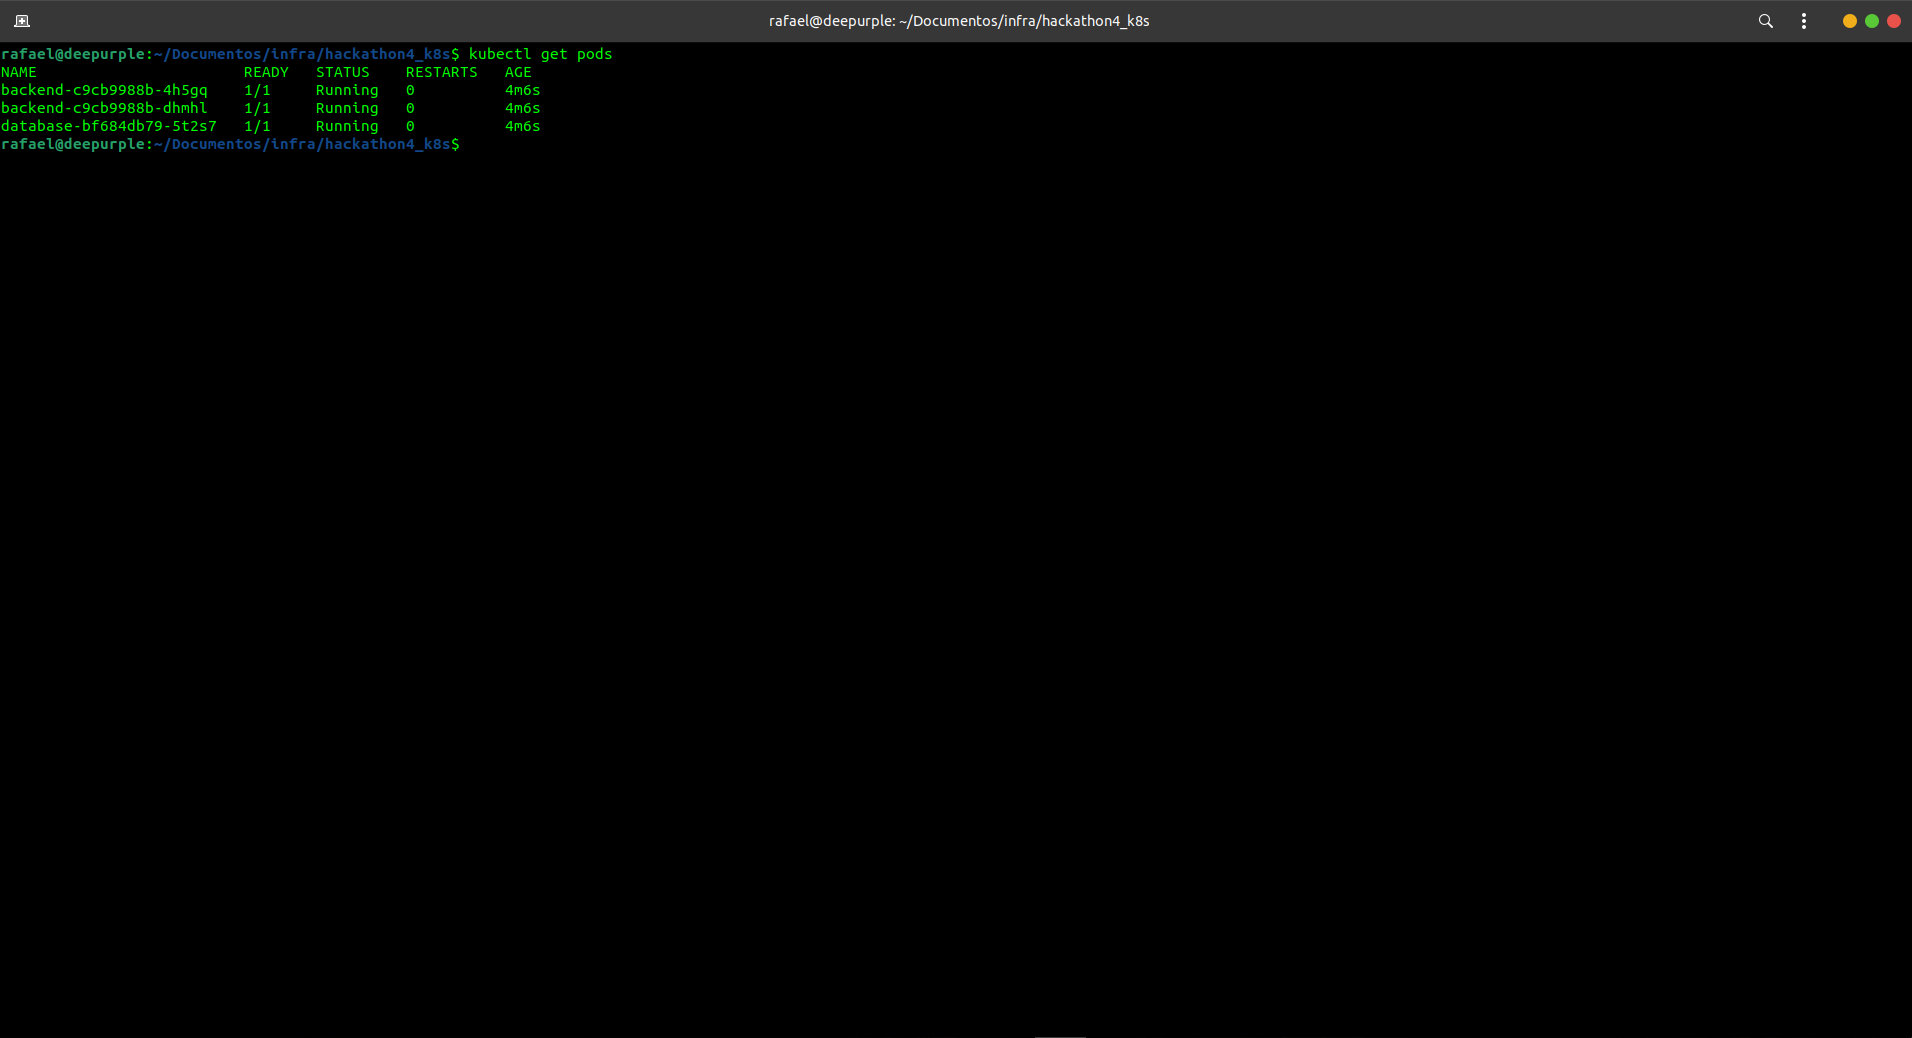 rafael@deepurple: ~/Documentos/infra/hackathon4_k8s
rafael@deepurple:~/Documentos/infra/hackathon4_k8s$ kubectl get pods
NAME                       READY   STATUS    RESTARTS   AGE
backend-c9cb9988b-4h5gq    1/1     Running   0          4m6s
backend-c9cb9988b-dhmhl    1/1     Running   0          4m6s
database-bf684db79-5t2s7   1/1     Running   0          4m6s
rafael@deepurple:~/Documentos/infra/hackathon4_k8s$